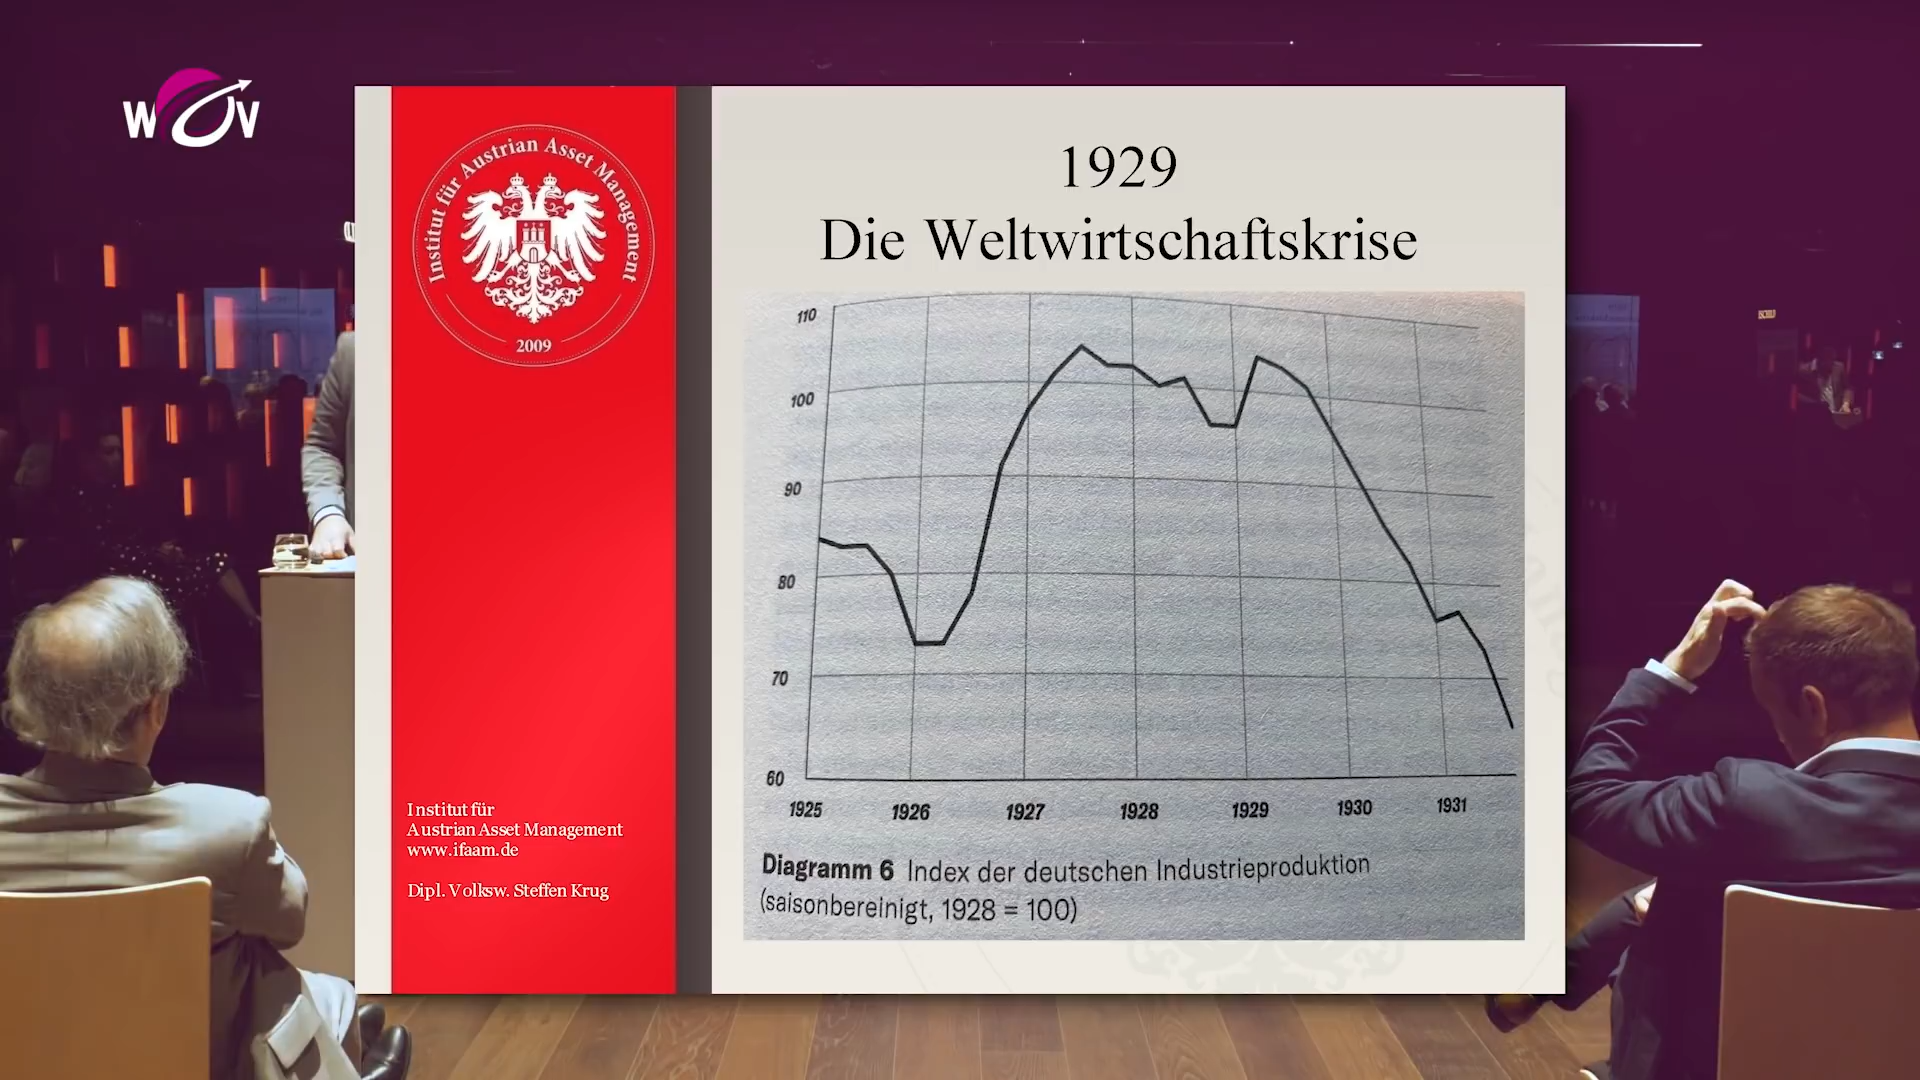 WOV
Institut für Austrian Asset Management
2009
Institut für
Austrian Asset Management
www.ifaam.de
Dipl. Volksw. Steffen Krug
1929
Die Weltwirtschaftskrise
110
100
90
80
70
60
1925 1926 1927 1928 1929 1930 1931
Diagramm 6 Index der deutschen Industrieproduktion
(saisonbereinigt, 1928 = 100)